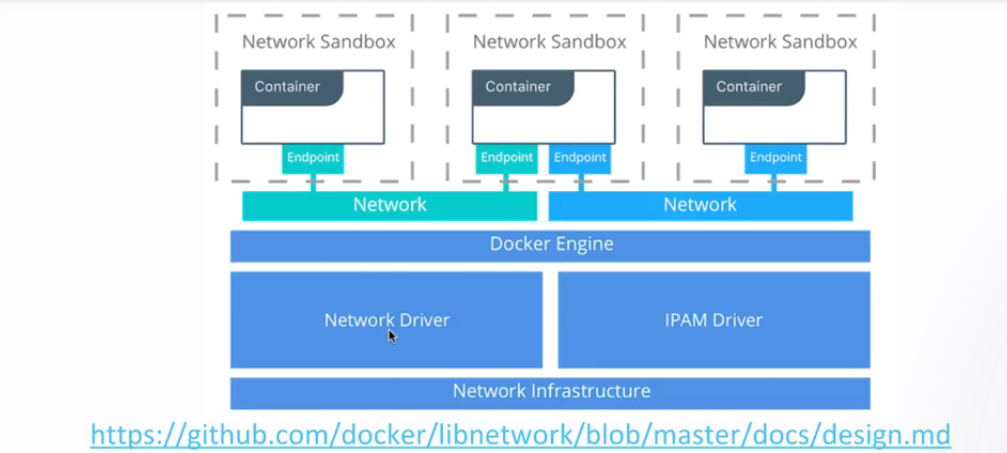 Network Sandbox Network Sandbox Network Sandbox
Container Container Container
Endpoint Endpoint Endpoint Endpoint
Network Network
Docker Engine
Network Driver IPAM Driver
Network Infrastructure
https://github.com/docker/libnetwork/blob/master/docs/design.md